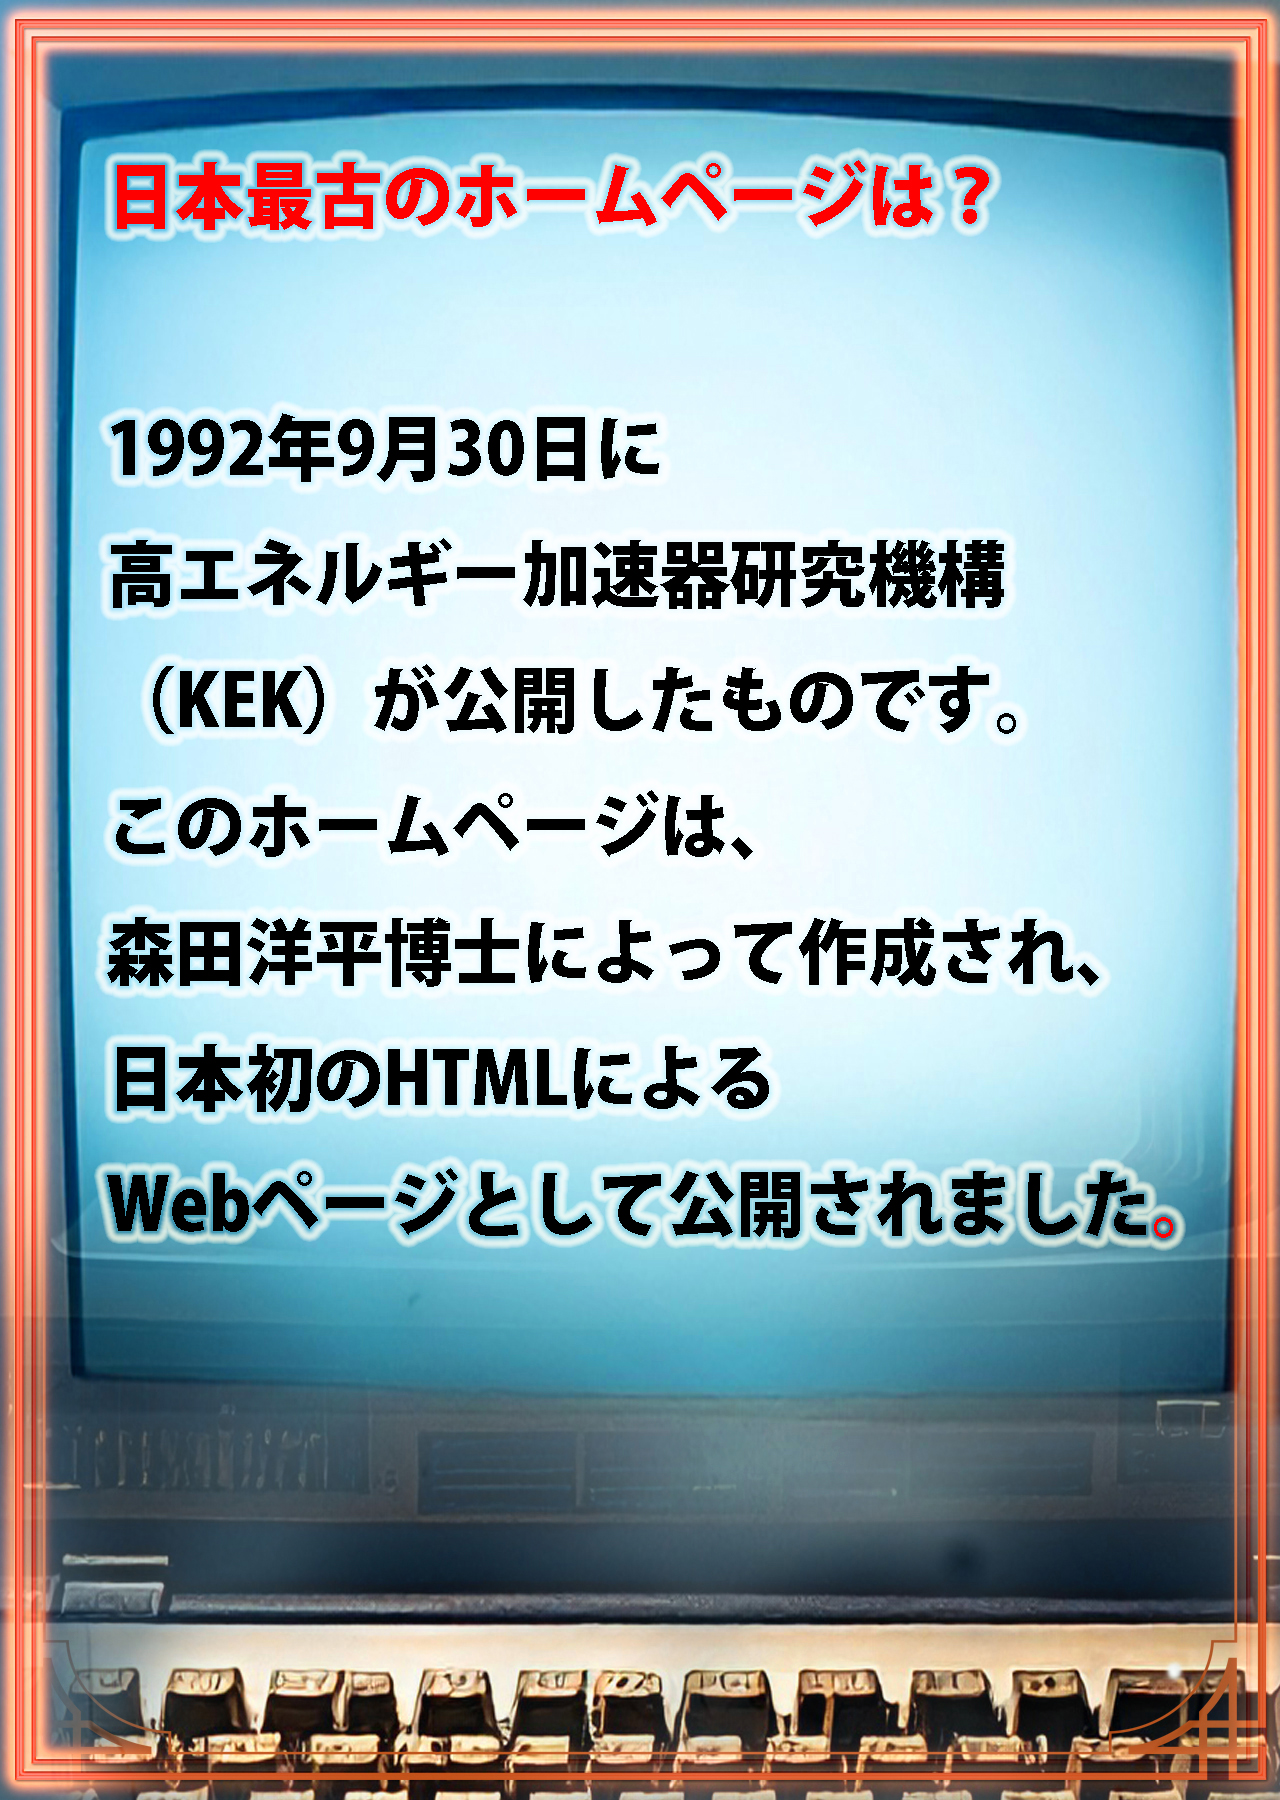 日本最古のホームページは？
1992年9月30日に
高エネルギー加速器研究機構
（KEK）が公開したものです。
このホームページは、
森田洋平博士によって作成され、
日本初のHTMLによる
Webページとして公開されました。